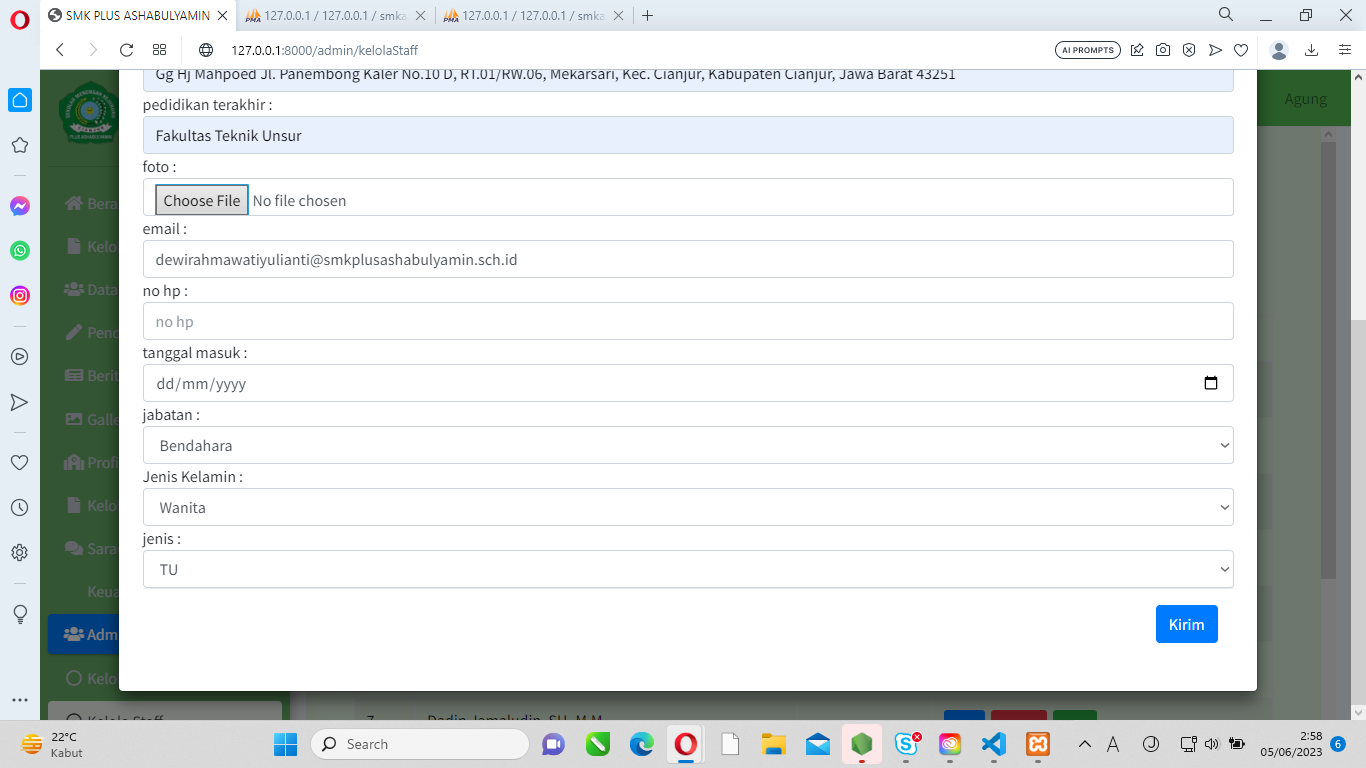 SMK PLUS ASHABULYAMIN
127.0.0.1 / 127.0.0.1 / smka
127.0.0.1 / 127.0.0.1 / smka
127.0.0.1:8000/admin/kelolaStaff
AI PROMPTS
Gg Hj Mahpoed Jl. Panembong Kaler No.10 D, RT.01/RW.06, Mekarsari, Kec. Cianjur, Kabupaten Cianjur, Jawa Barat 43251
Agung
pedidikan terakhir :
Fakultas Teknik Unsur
foto :
Choose File No file chosen
email :
dewirahmawatiyulianti@smkplusashabulyamin.sch.id
no hp :
no hp
tanggal masuk :
dd/mm/yyyy
jabatan :
Bendahara
Jenis Kelamin :
Wanita
jenis :
TU
Kirim
Bera
Kelo
Data
Pend
Berit
Galle
Profi
Kelo
Sara
Keua
Adm
Kelo
Kelola Staff
7 Dadin Jamaludin, SH, M.M
22°C
Kabut
Search
2:58
05/06/2023
6